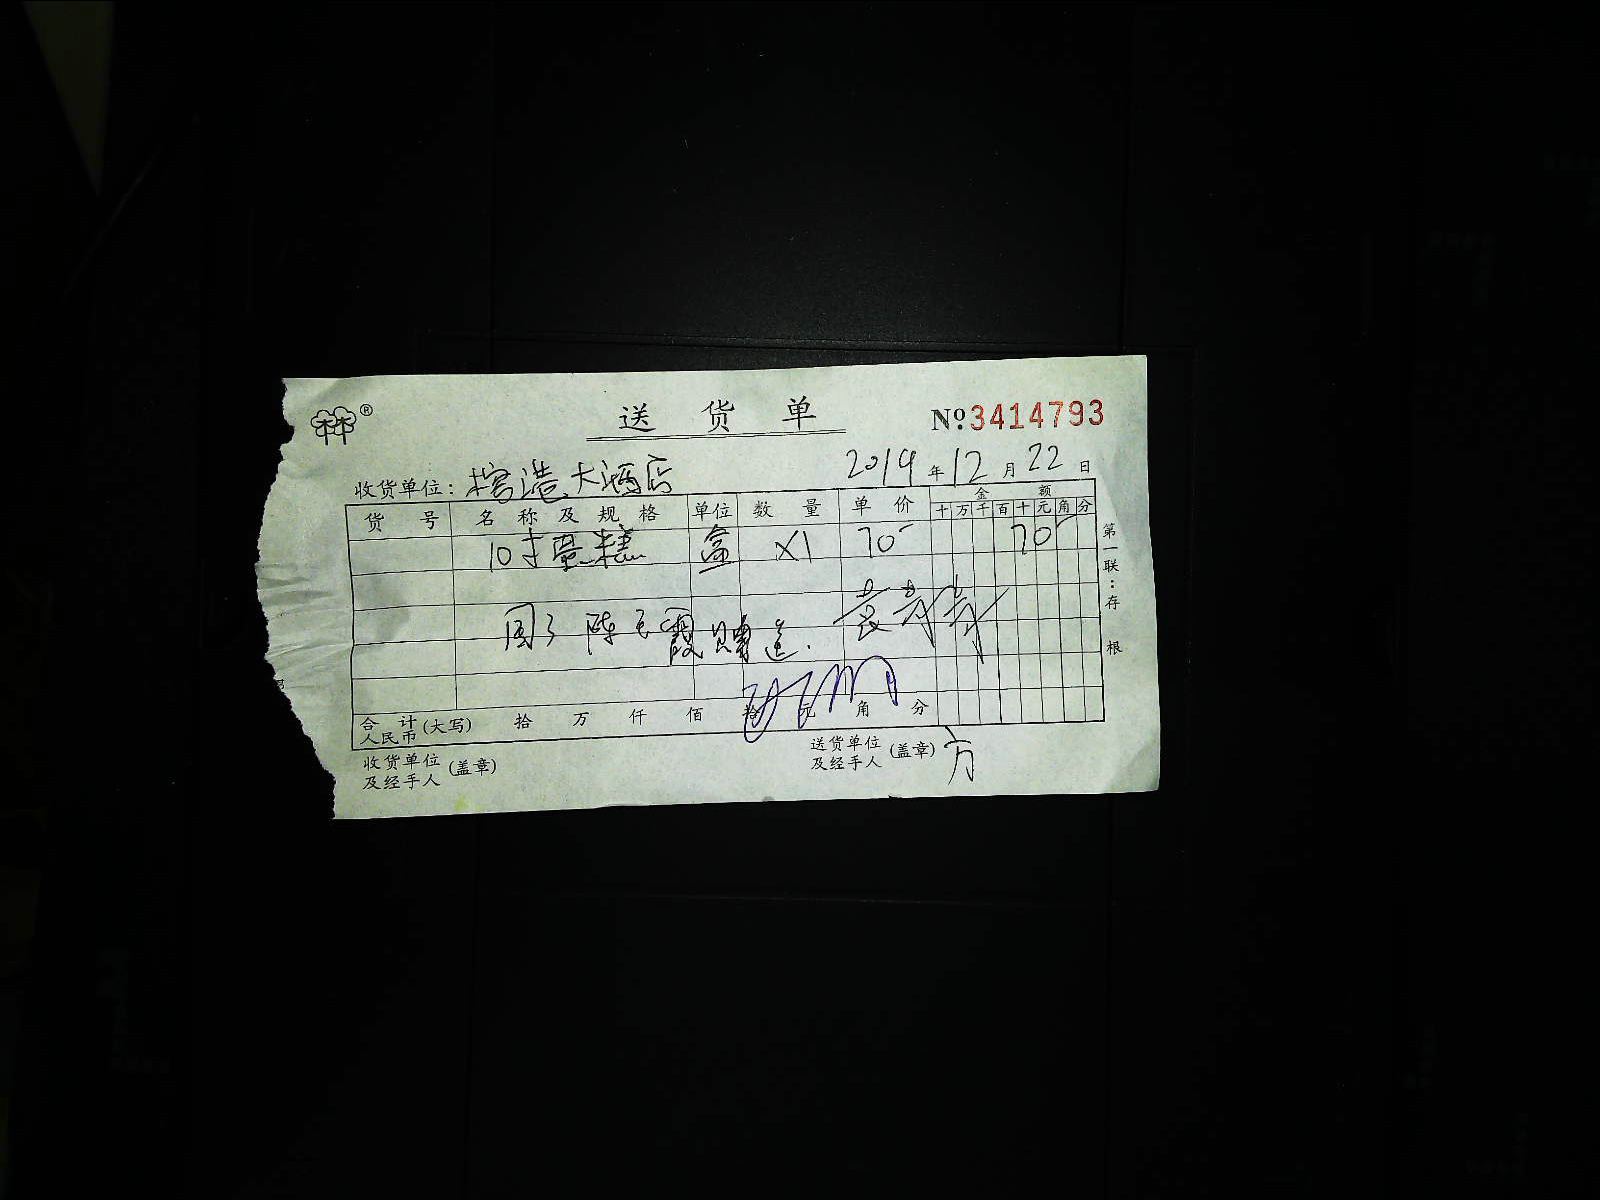 林® 送货单 №3414793
收货单位: 大酒店 2019年12月22日
货号 名称及规格 单位 数量 单价 金额
十万千百十元角分
10寸蛋糕 盒 X1 70 70
陈 霞赠送. 袁
合计人民币(大写) 拾 万 仟 佰 拾 元 角 分
收货单位及经手人(盖章) 送货单位及经手人(盖章) 方
第一联:存根